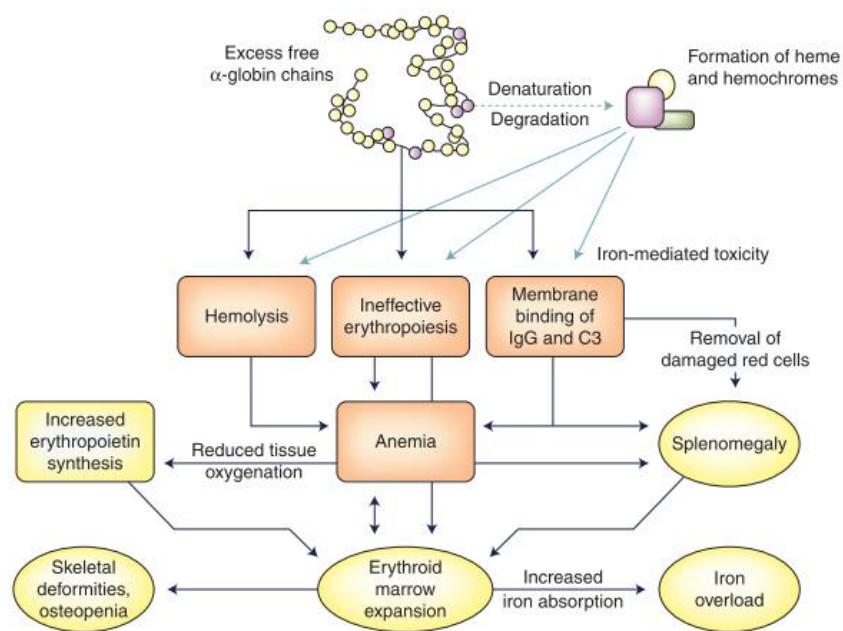 Excess free
α-globin chains
Denaturation
Degradation
Formation of heme
and hemochromes
Iron-mediated toxicity
Hemolysis
Ineffective
erythropoiesis
Membrane
binding of
IgG and C3
Removal of
damaged red cells
Increased
erythropoietin
synthesis
Reduced tissue
oxygenation
Anemia
Splenomegaly
Skeletal
deformities,
osteopenia
Erythroid
marrow
expansion
Increased
iron absorption
Iron
overload